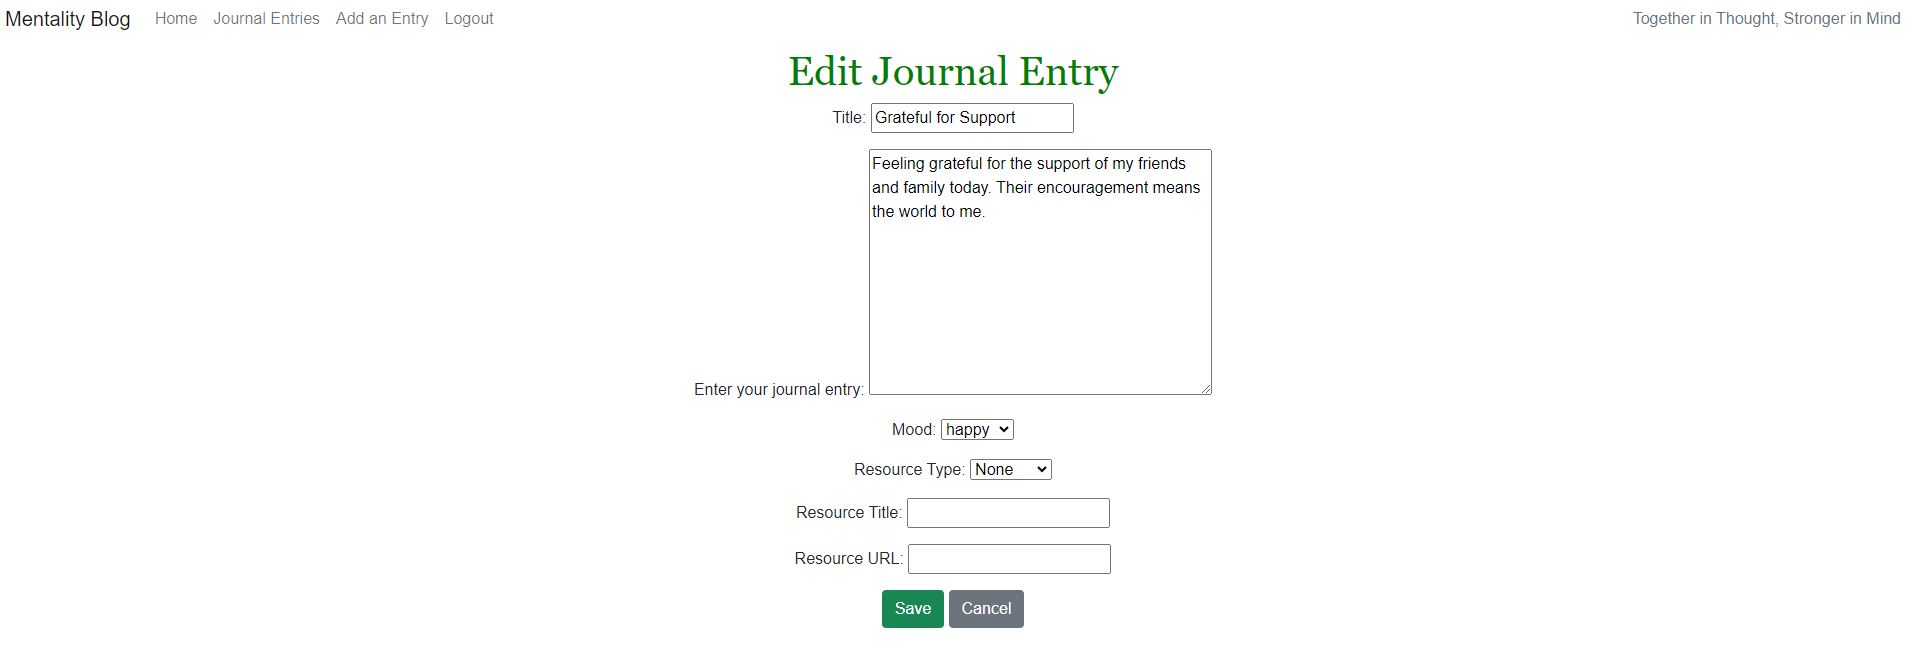 Mentality Blog Home Journal Entries Add an Entry Logout Together in Thought, Stronger in Mind
Edit Journal Entry
Title: Grateful for Support
Feeling grateful for the support of my friends
and family today. Their encouragement means
the world to me.
Enter your journal entry:
Mood: happy
Resource Type: None
Resource Title:
Resource URL:
Save Cancel